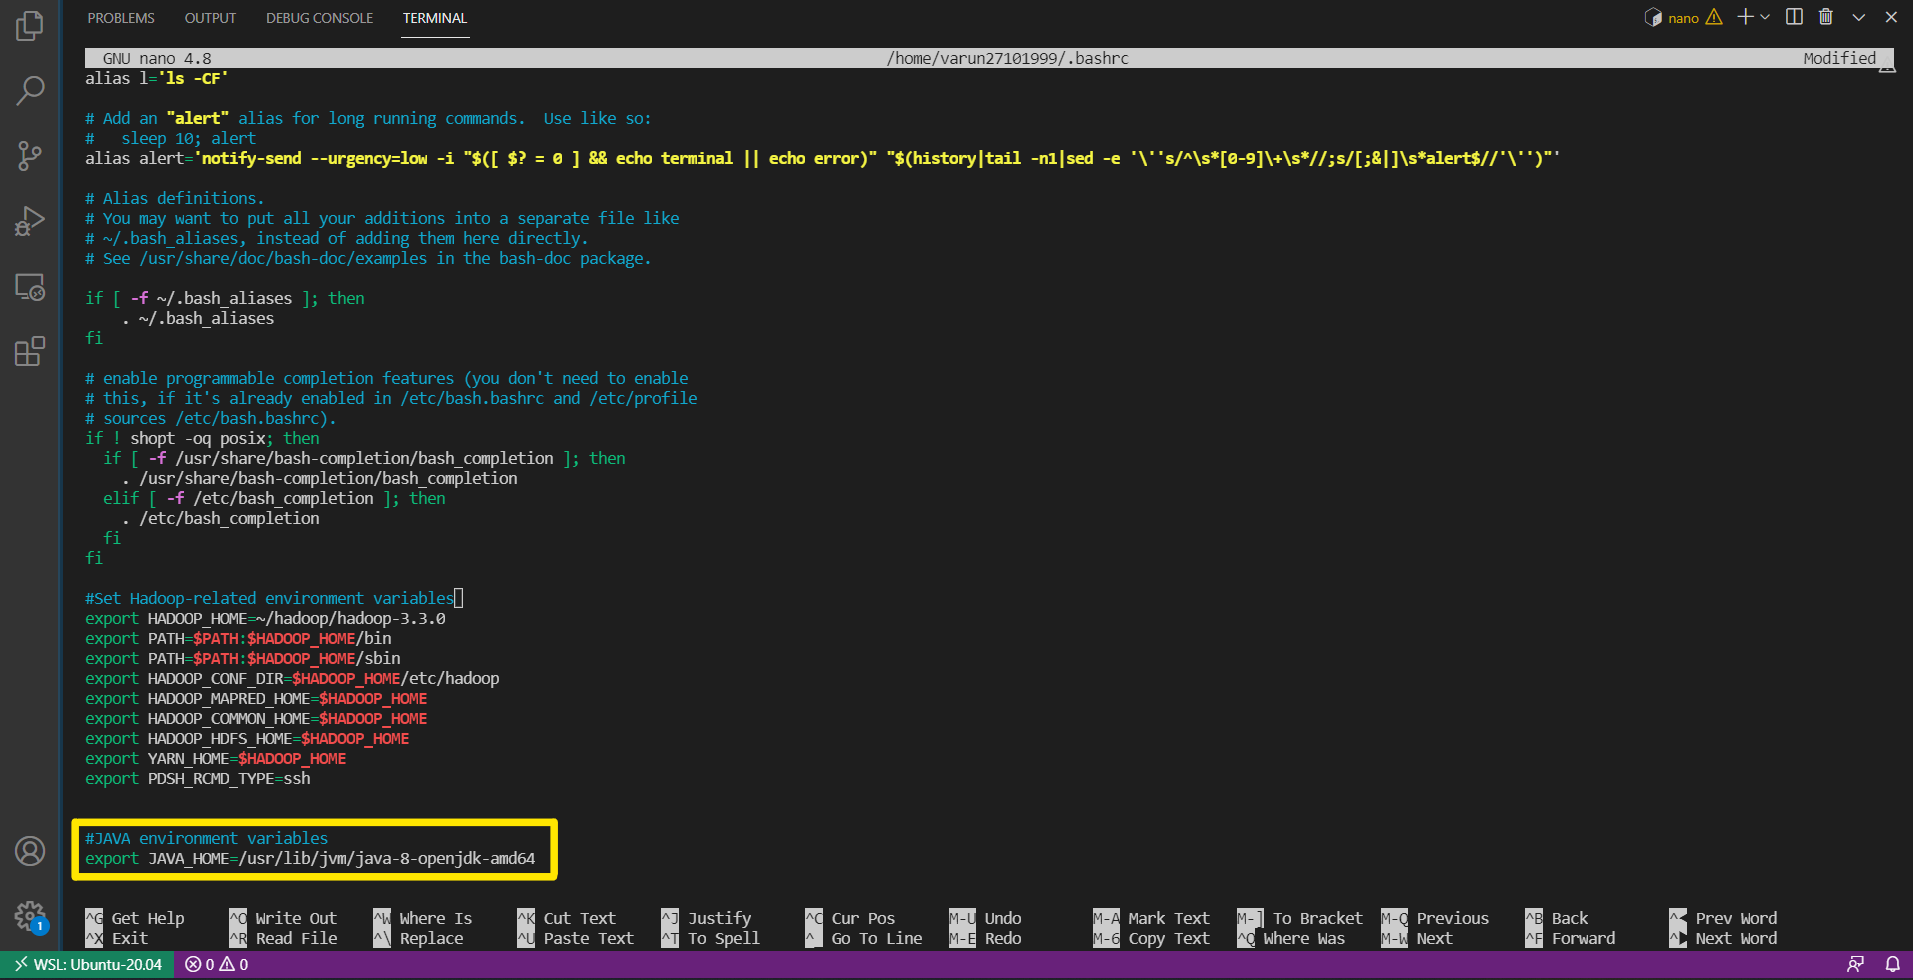 PROBLEMS OUTPUT DEBUG CONSOLE TERMINAL nano
GNU nano 4.8 /home/varun27101999/.bashrc Modified
alias l='ls -CF'
# Add an "alert" alias for long running commands.  Use like so:
#   sleep 10; alert
alias alert='notify-send --urgency=low -i "$([ $? = 0 ] && echo terminal || echo error)" "$(history|tail -n1|sed -e '\''s/^\s*[0-9]\+\s*//;s/[;&|]\s*alert$//'\'')"'
# Alias definitions.
# You may want to put all your additions into a separate file like
# ~/.bash_aliases, instead of adding them here directly.
# See /usr/share/doc/bash-doc/examples in the bash-doc package.
if [ -f ~/.bash_aliases ]; then
    . ~/.bash_aliases
fi
# enable programmable completion features (you don't need to enable
# this, if it's already enabled in /etc/bash.bashrc and /etc/profile
# sources /etc/bash.bashrc).
if ! shopt -oq posix; then
  if [ -f /usr/share/bash-completion/bash_completion ]; then
    . /usr/share/bash-completion/bash_completion
  elif [ -f /etc/bash_completion ]; then
    . /etc/bash_completion
  fi
fi
#Set Hadoop-related environment variables
export HADOOP_HOME=~/hadoop/hadoop-3.3.0
export PATH=$PATH:$HADOOP_HOME/bin
export PATH=$PATH:$HADOOP_HOME/sbin
export HADOOP_CONF_DIR=$HADOOP_HOME/etc/hadoop
export HADOOP_MAPRED_HOME=$HADOOP_HOME
export HADOOP_COMMON_HOME=$HADOOP_HOME
export HADOOP_HDFS_HOME=$HADOOP_HOME
export YARN_HOME=$HADOOP_HOME
export PDSH_RCMD_TYPE=ssh
#JAVA environment variables
export JAVA_HOME=/usr/lib/jvm/java-8-openjdk-amd64
^G Get Help ^O Write Out ^W Where Is ^K Cut Text ^J Justify ^C Cur Pos M-U Undo M-A Mark Text M-] To Bracket M-Q Previous ^B Back ^◀ Prev Word
^X Exit ^R Read File ^\ Replace ^U Paste Text ^T To Spell ^_ Go To Line M-E Redo M-6 Copy Text ^Q Where Was M-W Next ^F Forward ^▶ Next Word
1
WSL: Ubuntu-20.04 0 0